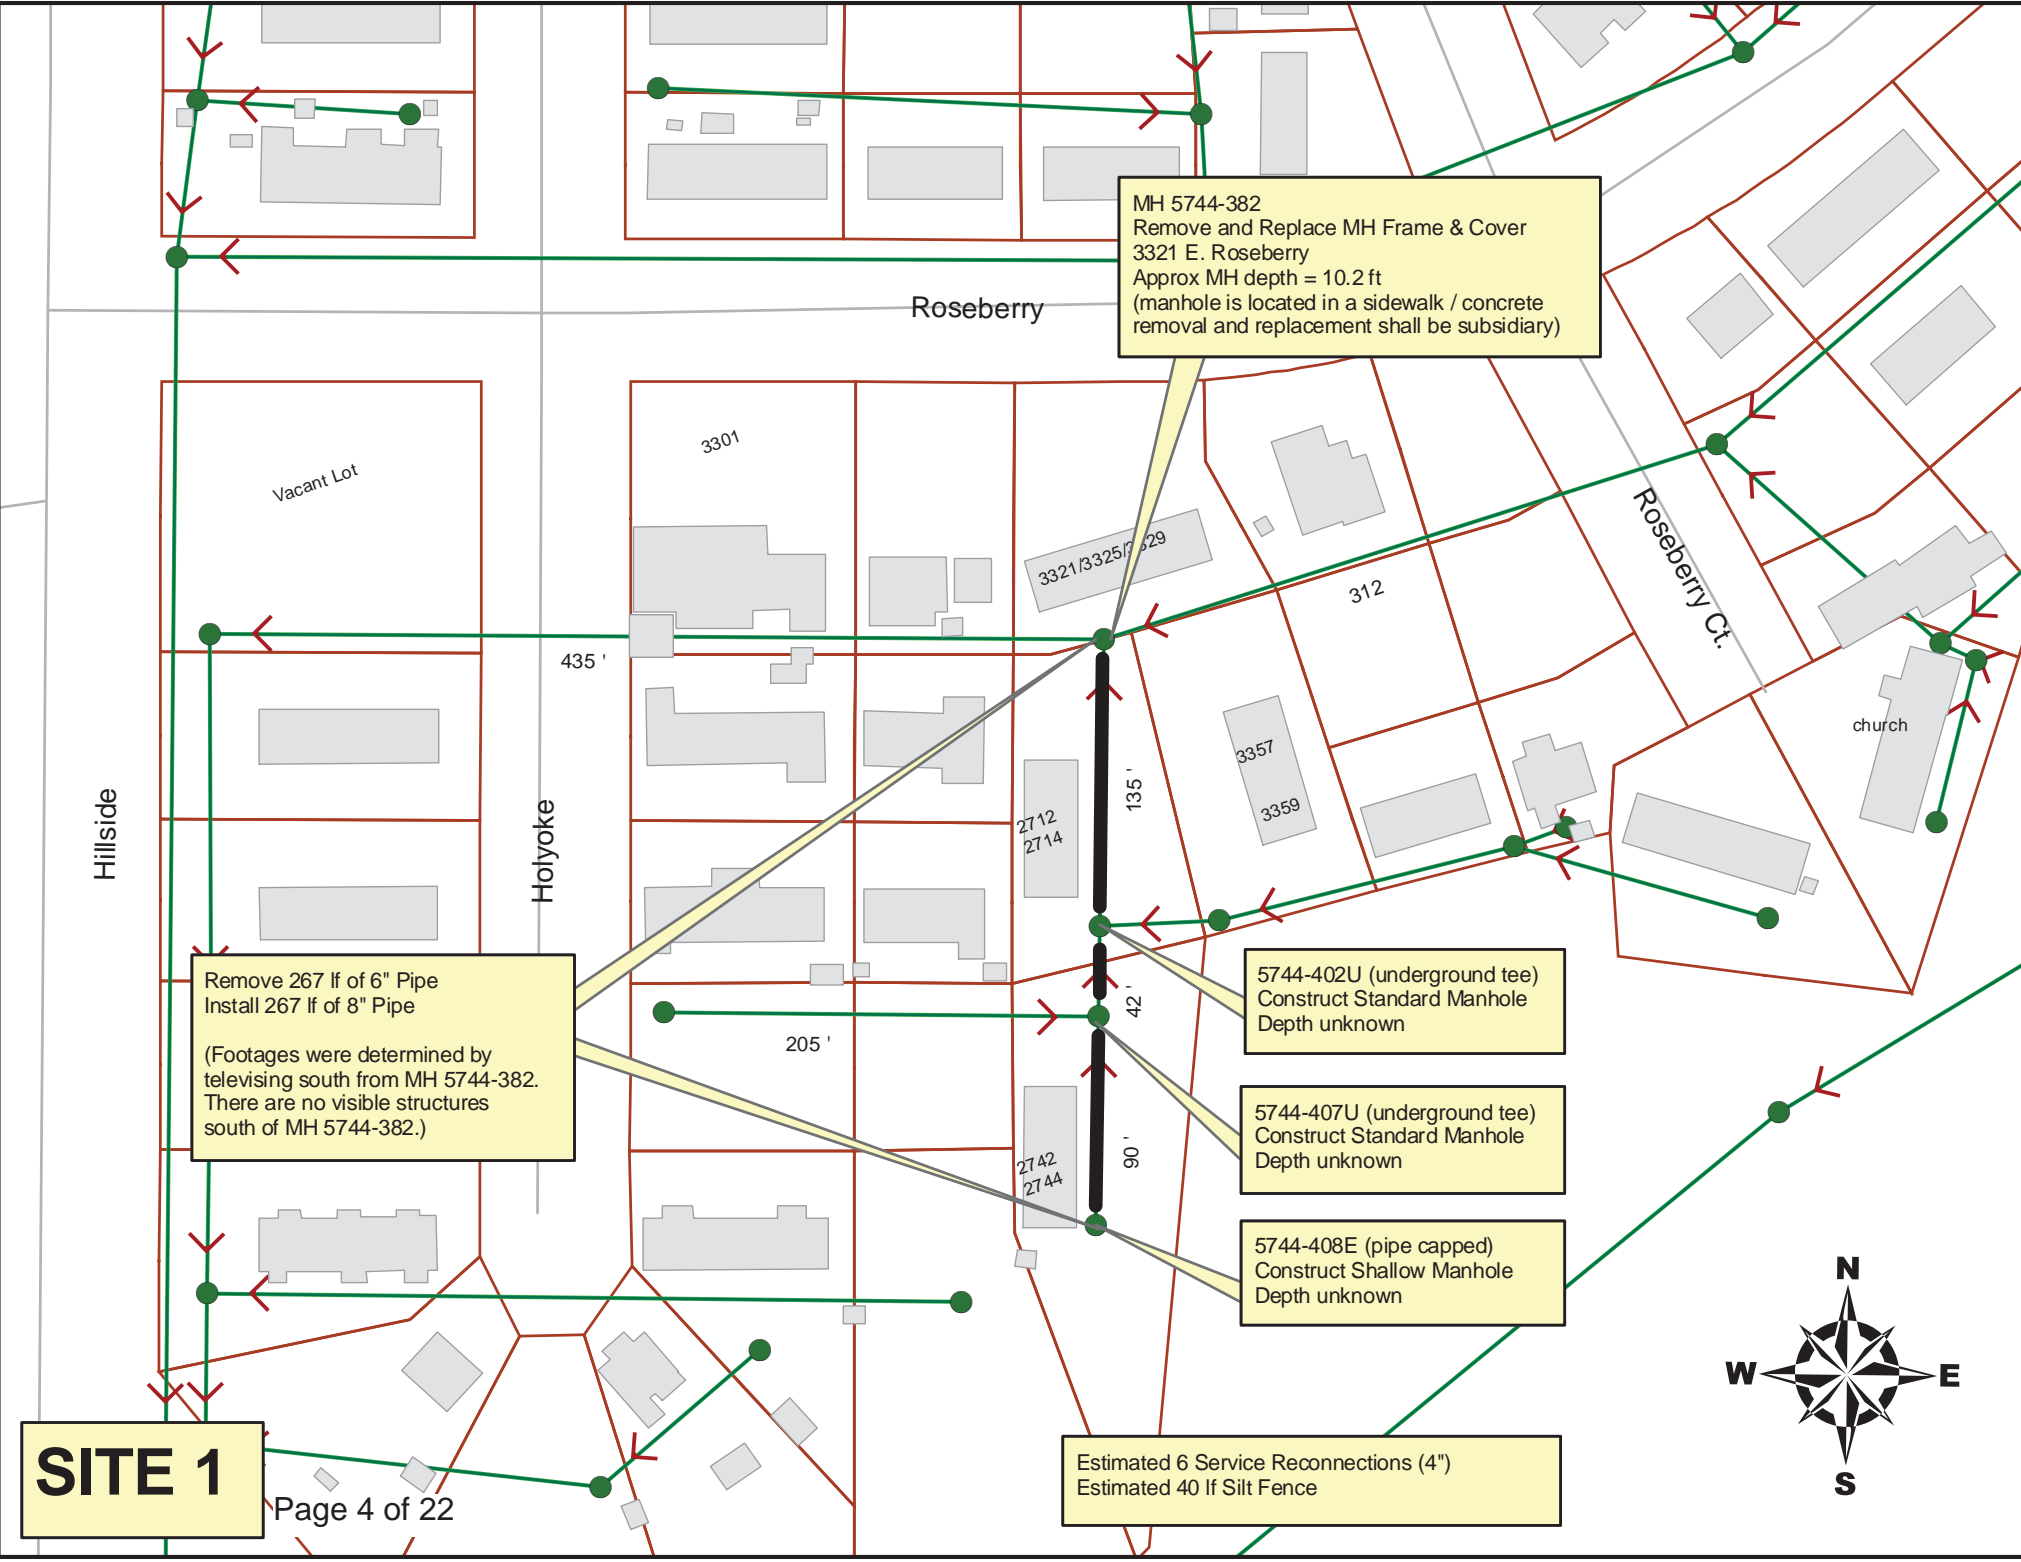 MH 5744-382
Remove and Replace MH Frame & Cover
3321 E. Roseberry
Approx MH depth = 10.2 ft
(manhole is located in a sidewalk / concrete
removal and replacement shall be subsidiary)
Roseberry
3301
Vacant Lot
Roseberry Ct.
3321/3325/3329
312
435 '
church
3357
3359
135 '
2712
2714
Hillside
Holyoke
Remove 267 lf of 6" Pipe
Install 267 lf of 8" Pipe
(Footages were determined by
televising south from MH 5744-382.
There are no visible structures
south of MH 5744-382.)
5744-402U (underground tee)
Construct Standard Manhole
Depth unknown
42 '
205 '
5744-407U (underground tee)
Construct Standard Manhole
Depth unknown
90 '
2742
2744
5744-408E (pipe capped)
Construct Shallow Manhole
Depth unknown
N
W
E
S
Estimated 6 Service Reconnections (4")
Estimated 40 lf Silt Fence
SITE 1
Page 4 of 22